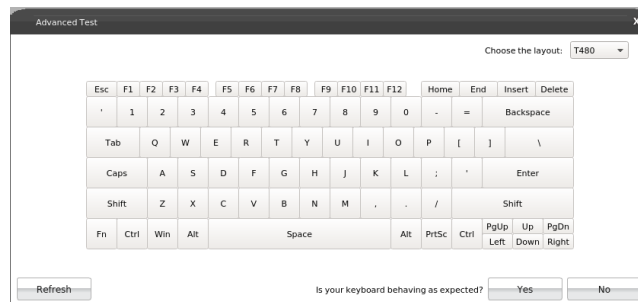 Advanced Test X
Choose the layout: T480
Esc F1 F2 F3 F4 F5 F6 F7 F8 F9 F10 F11 F12 Home End Insert Delete
' 1 2 3 4 5 6 7 8 9 0 - = Backspace
Tab Q W E R T Y U I O P [ ] \
Caps A S D F G H J K L ; ' Enter
Shift Z X C V B N M , . / Shift
Fn Ctrl Win Alt Space Alt PrtSc Ctrl PgUp Up PgDn
Left Down Right
Refresh Is your keyboard behaving as expected? Yes No